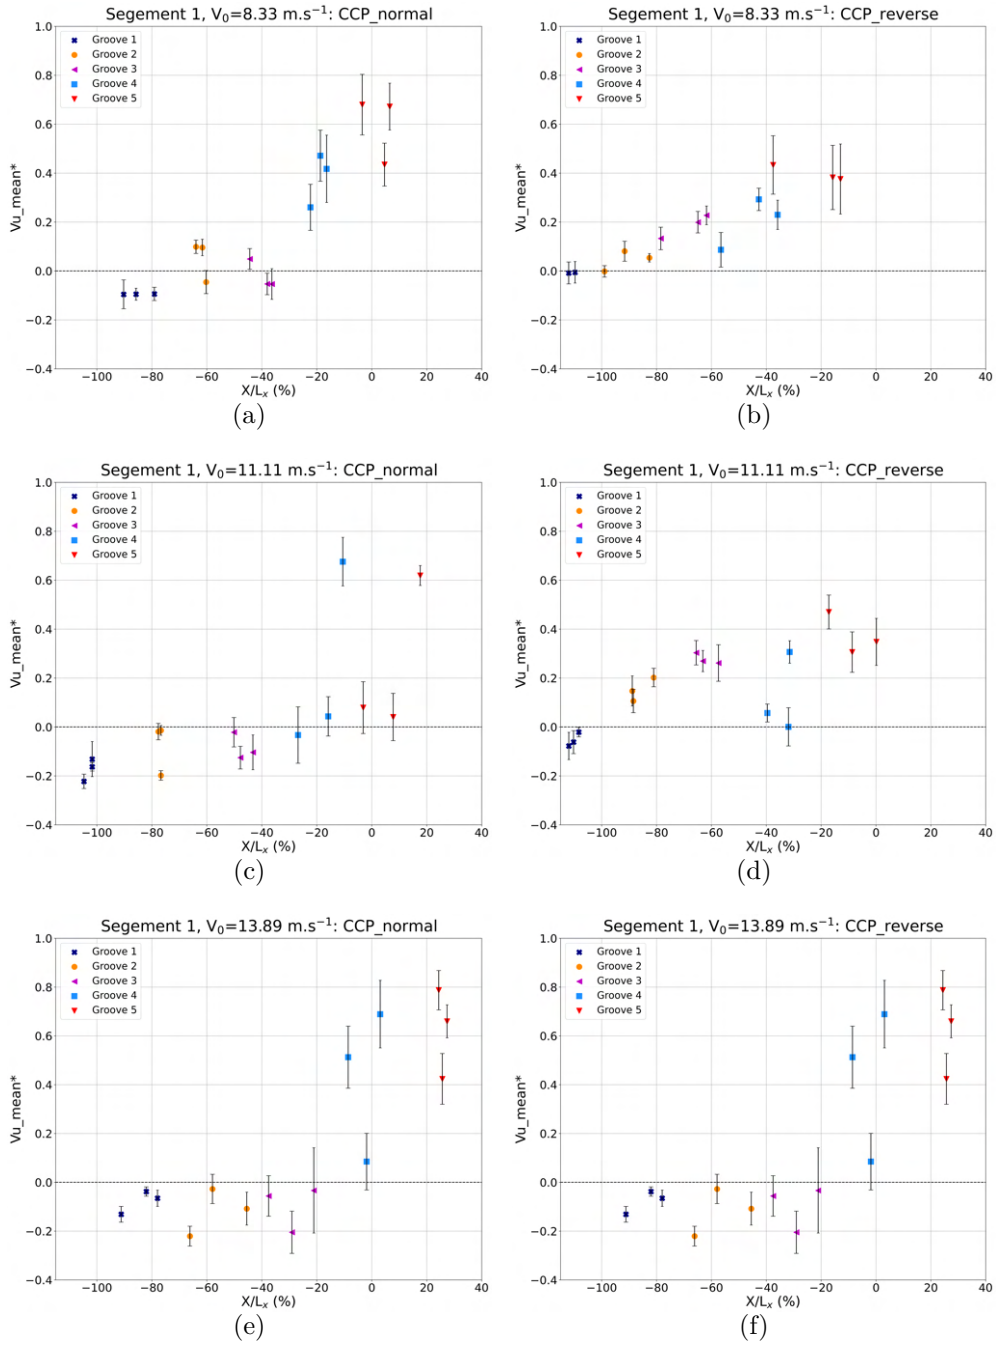 Segement 1, V₀=8.33 m.s⁻¹: CCP_normal
Vu_mean*
1.0
0.8
0.6
0.4
0.2
0.0
−0.2
−0.4
Groove 1
Groove 2
Groove 3
Groove 4
Groove 5
−100 −80 −60 −40 −20 0 20 40
X/Lₓ (%)
(a)
Segement 1, V₀=8.33 m.s⁻¹: CCP_reverse
Vu_mean*
1.0
0.8
0.6
0.4
0.2
0.0
−0.2
−0.4
Groove 1
Groove 2
Groove 3
Groove 4
Groove 5
−100 −80 −60 −40 −20 0 20 40
X/Lₓ (%)
(b)
Segement 1, V₀=11.11 m.s⁻¹: CCP_normal
Vu_mean*
1.0
0.8
0.6
0.4
0.2
0.0
−0.2
−0.4
Groove 1
Groove 2
Groove 3
Groove 4
Groove 5
−100 −80 −60 −40 −20 0 20 40
X/Lₓ (%)
(c)
Segement 1, V₀=11.11 m.s⁻¹: CCP_reverse
Vu_mean*
1.0
0.8
0.6
0.4
0.2
0.0
−0.2
−0.4
Groove 1
Groove 2
Groove 3
Groove 4
Groove 5
−100 −80 −60 −40 −20 0 20 40
X/Lₓ (%)
(d)
Segement 1, V₀=13.89 m.s⁻¹: CCP_normal
Vu_mean*
1.0
0.8
0.6
0.4
0.2
0.0
−0.2
−0.4
Groove 1
Groove 2
Groove 3
Groove 4
Groove 5
−100 −80 −60 −40 −20 0 20 40
X/Lₓ (%)
(e)
Segement 1, V₀=13.89 m.s⁻¹: CCP_reverse
Vu_mean*
1.0
0.8
0.6
0.4
0.2
0.0
−0.2
−0.4
Groove 1
Groove 2
Groove 3
Groove 4
Groove 5
−100 −80 −60 −40 −20 0 20 40
X/Lₓ (%)
(f)